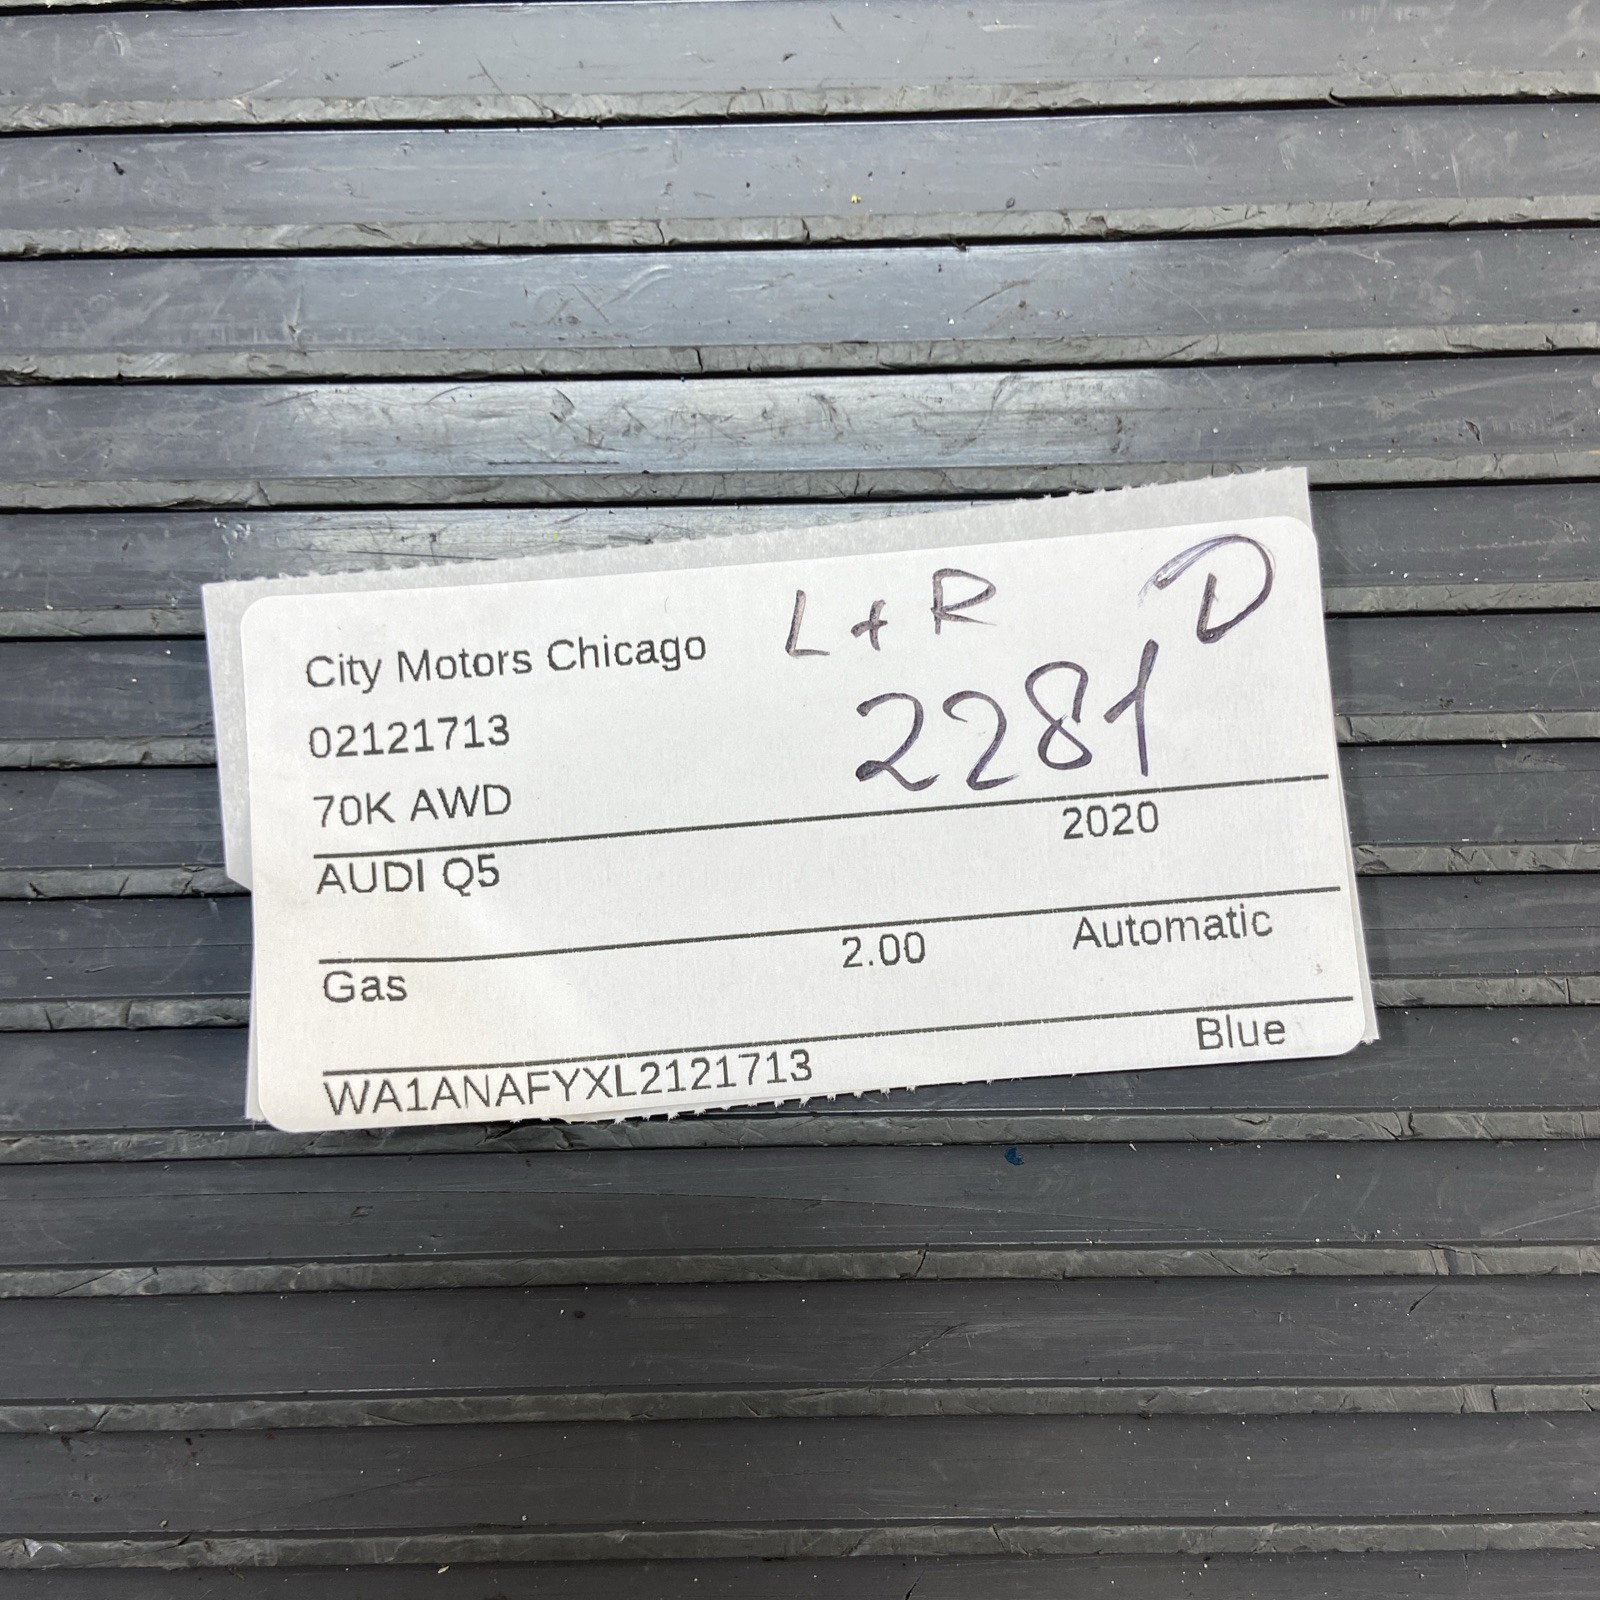 L + R D
City Motors Chicago
2281
02121713
70K AWD
2020
AUDI Q5
Gas 2.00 Automatic
WA1ANAFYXL2121713 Blue